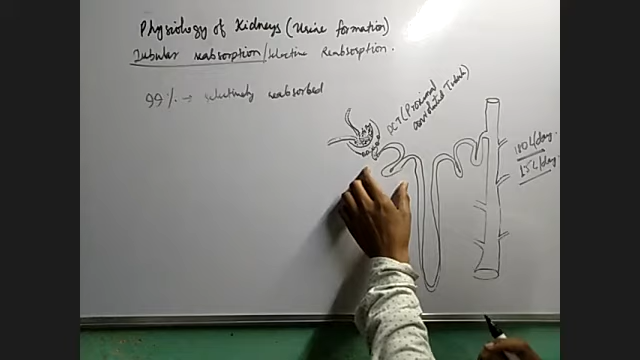 Physiology of Kidneys (Urine formation)
Tubular reabsorption/selective Reabsorption.
99% → selectively reabsorbed
PCT (Proximal
convoluted Tubule)
180 L/day.
1.5 L/day.